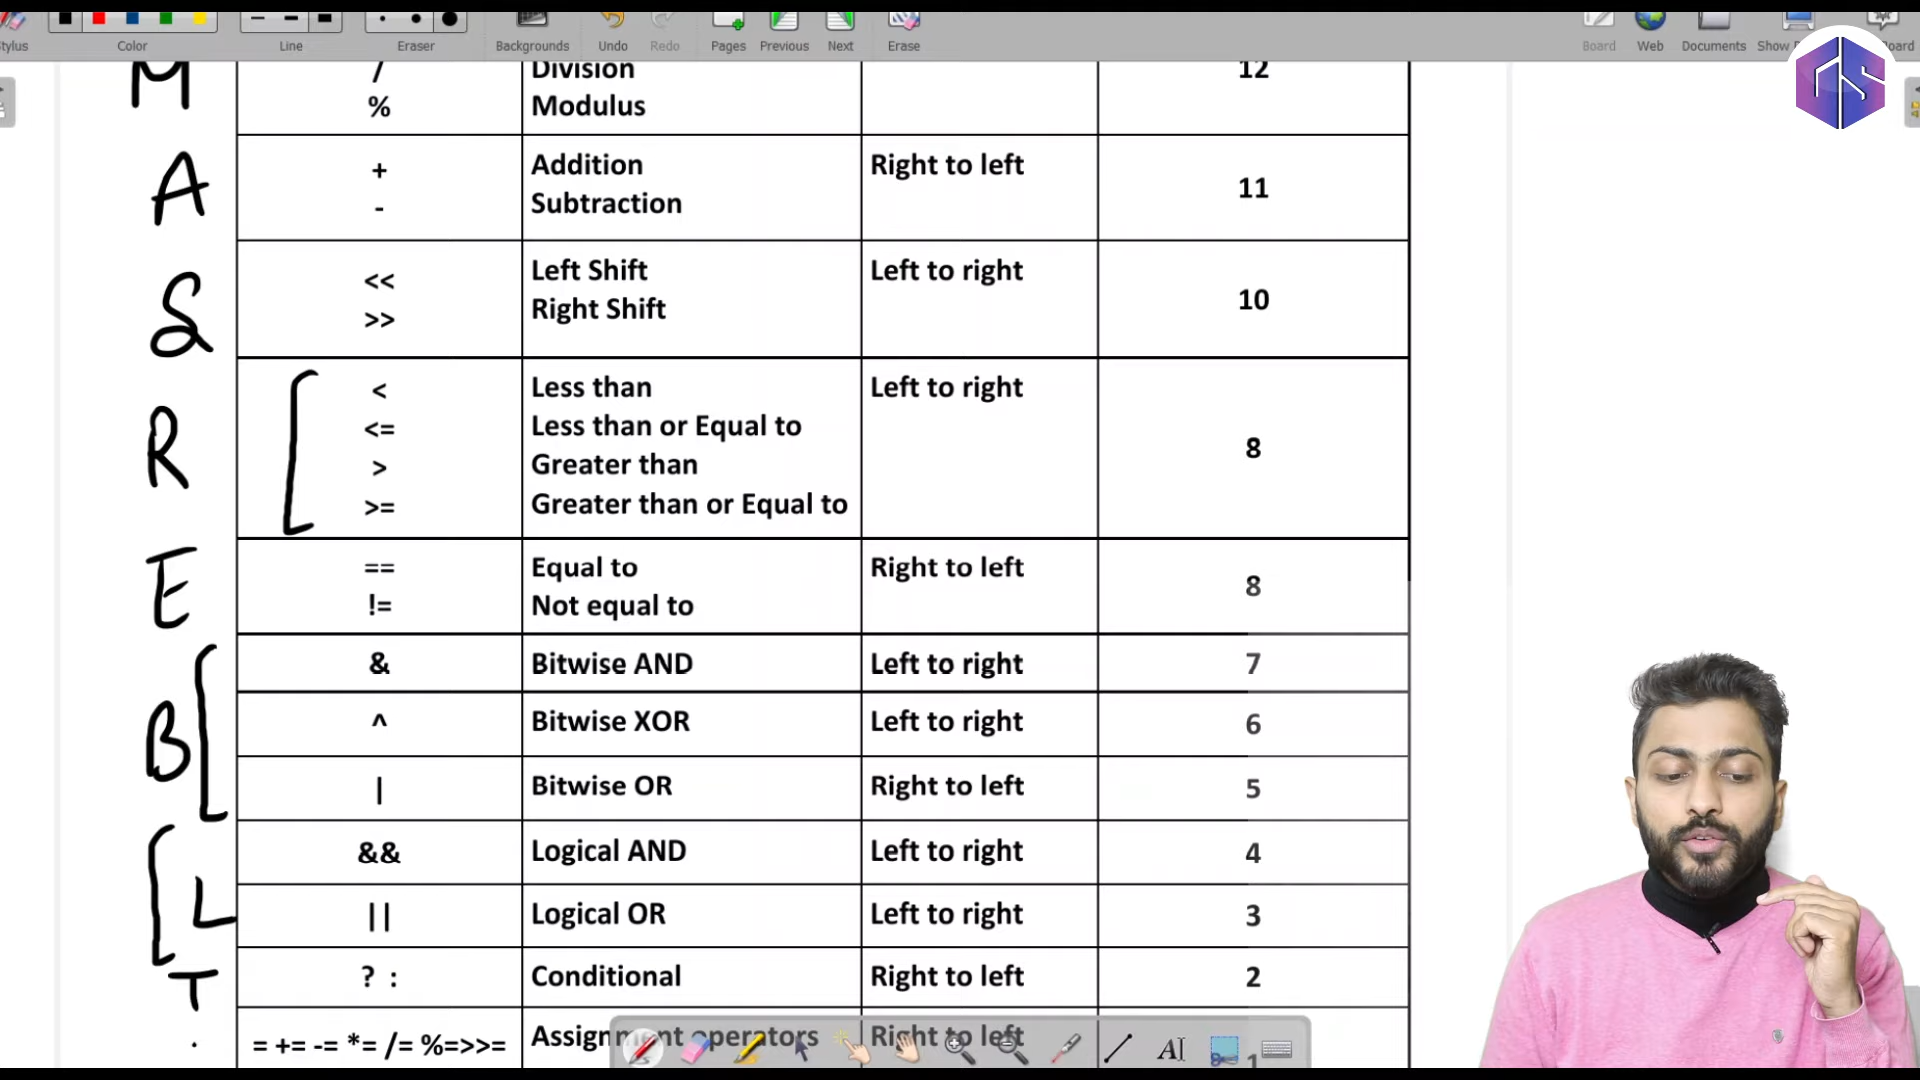 Stylus Color Line Eraser Backgrounds Undo Redo Pages Previous Next Erase Board Web Documents Show
M / Division 12
% Modulus
A + Addition Right to left 11
- Subtraction
S << Left Shift Left to right 10
>> Right Shift
R < Less than Left to right 8
<= Less than or Equal to
> Greater than
>= Greater than or Equal to
E == Equal to Right to left 8
!= Not equal to
& Bitwise AND Left to right 7
B ^ Bitwise XOR Left to right 6
| Bitwise OR Right to left 5
&& Logical AND Left to right 4
L || Logical OR Left to right 3
T ? : Conditional Right to left 2
= += -= *= /= %=>>= Assignment operators Right to left 1
AI